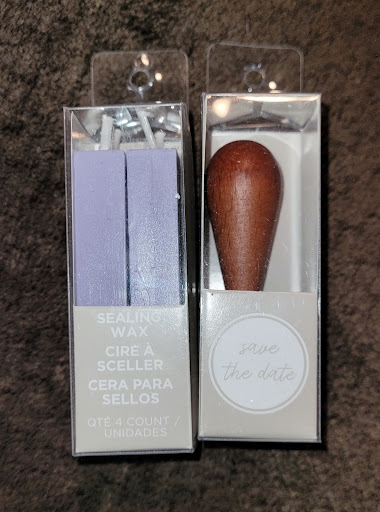 SEALING
WAX
CIRE À
SCELLER
CERA PARA
SELLOS
QTÉ 4 COUNT /
UNIDADES
save
the date